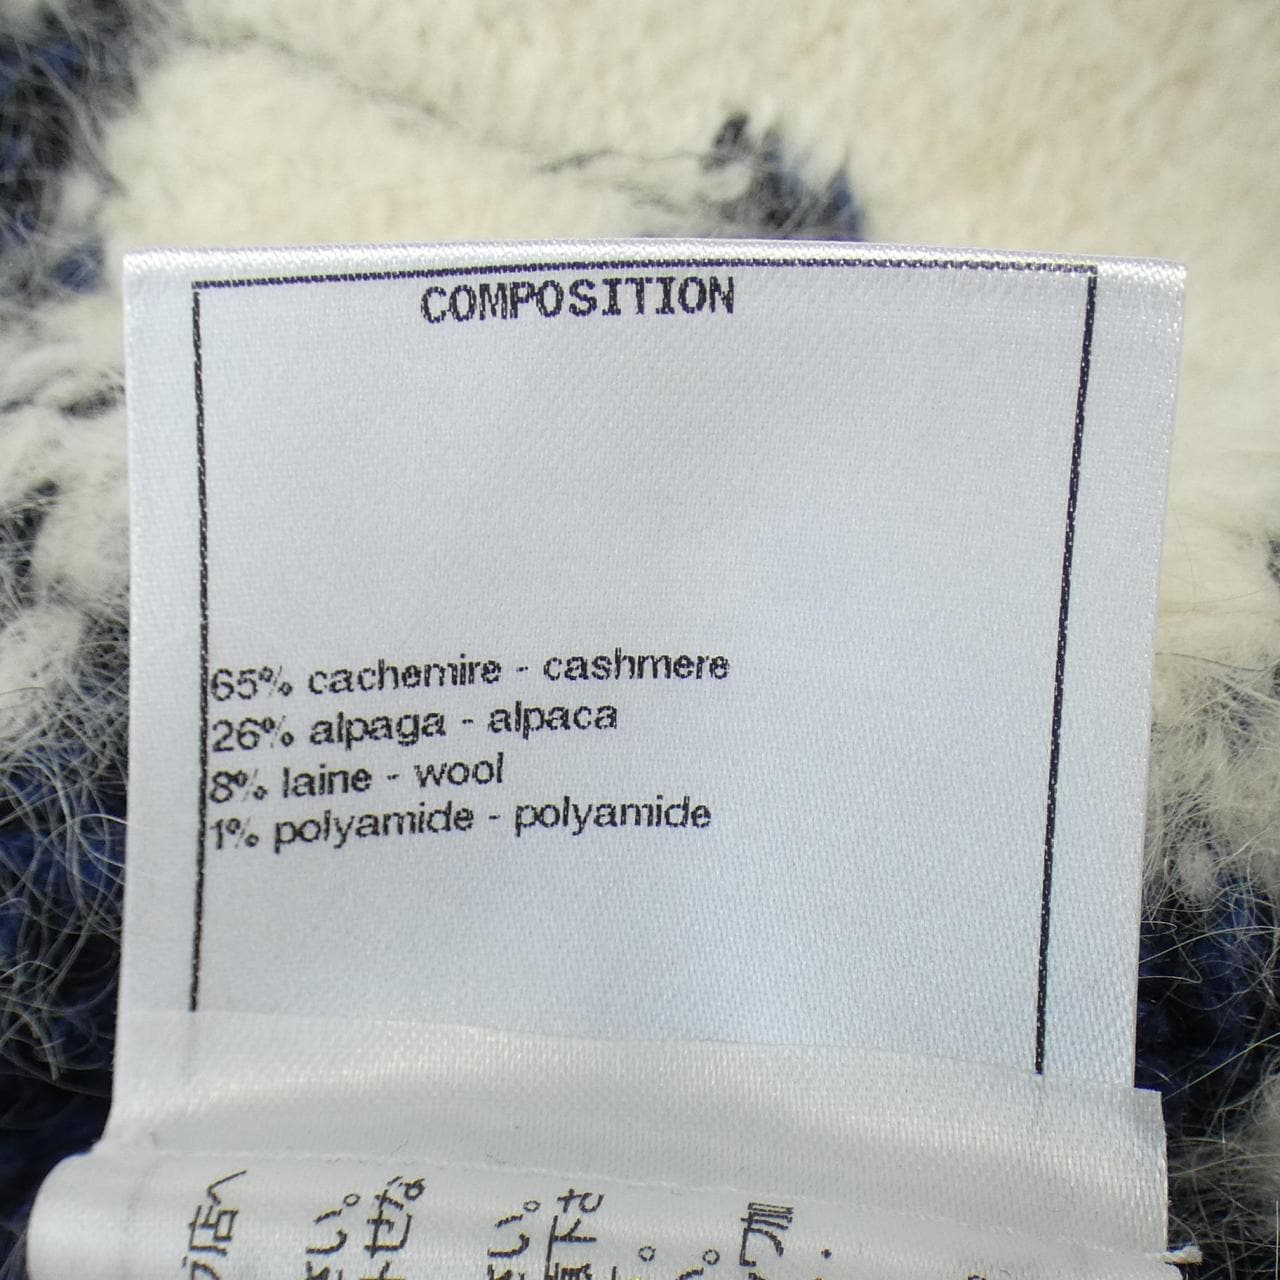 COMPOSITION
65% cachemire - cashmere
26% alpaga - alpaca
8% laine - wool
1% polyamide - polyamide